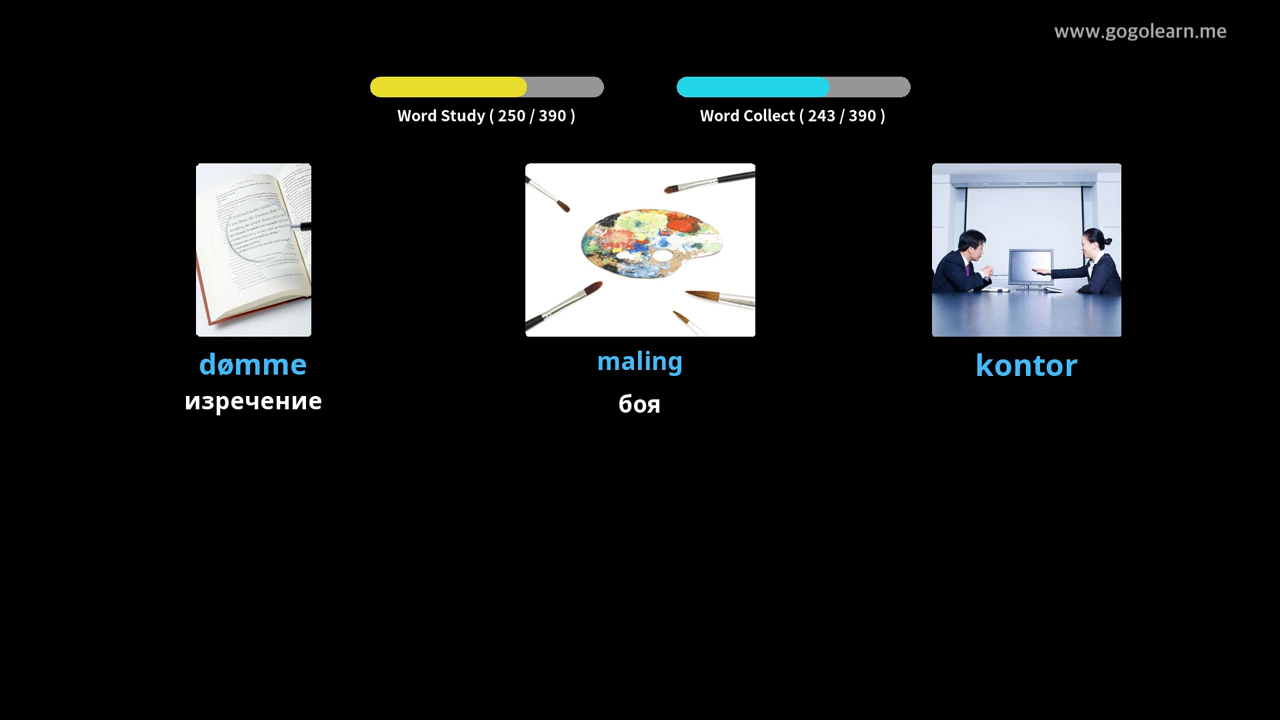 www.gogolearn.me
Word Study ( 250 / 390 )
Word Collect ( 243 / 390 )
dømme
изречение
maling
боя
kontor